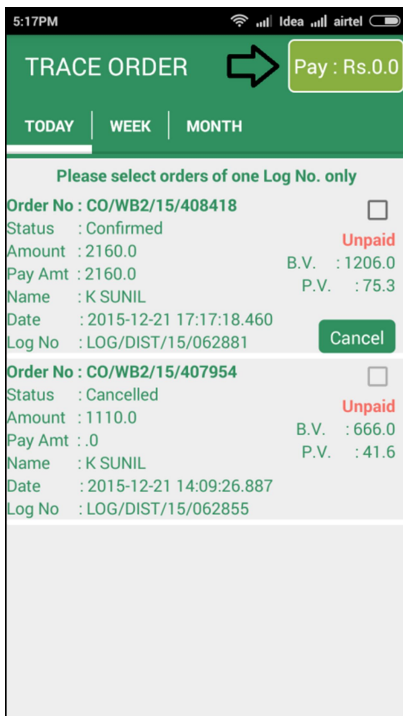 5:17PM Idea airtel
TRACE ORDER Pay : Rs.0.0
TODAY WEEK MONTH
Please select orders of one Log No. only
Order No : CO/WB2/15/408418
Status : Confirmed
Unpaid
Amount : 2160.0
B.V. : 1206.0
Pay Amt : 2160.0
P.V. : 75.3
Name : K SUNIL
Date : 2015-12-21 17:17:18.460
Log No : LOG/DIST/15/062881
Cancel
Order No : CO/WB2/15/407954
Status : Cancelled
Unpaid
Amount : 1110.0
B.V. : 666.0
Pay Amt : .0
P.V. : 41.6
Name : K SUNIL
Date : 2015-12-21 14:09:26.887
Log No : LOG/DIST/15/062855